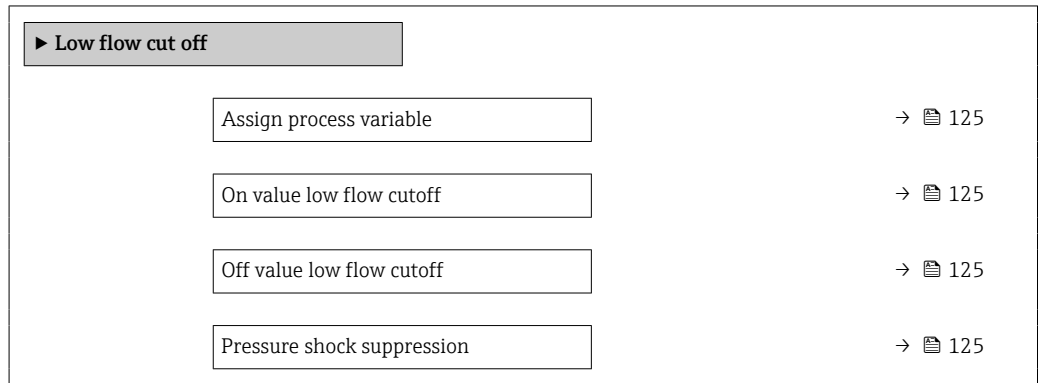 ▶ Low flow cut off
Assign process variable → 125
On value low flow cutoff → 125
Off value low flow cutoff → 125
Pressure shock suppression → 125